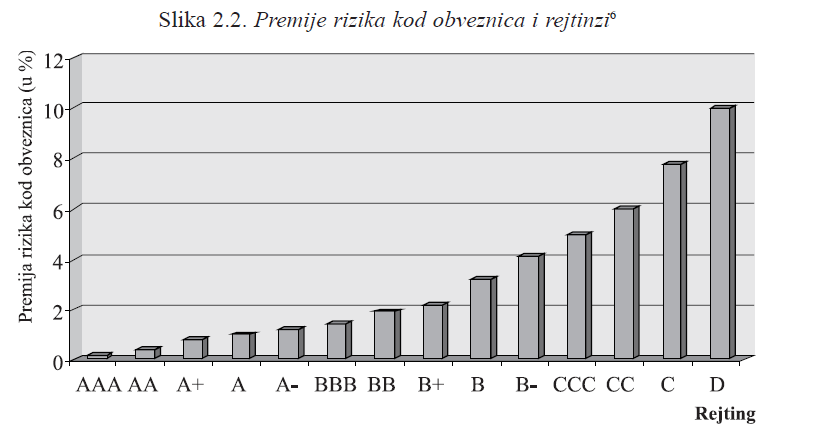 Slika 2.2. Premije rizika kod obveznica i rejtinzi⁶
Premija rizika kod obveznica (u %)
12
10
8
6
4
2
0
AAA AA A+ A A- BBB BB B+ B B- CCC CC C D
Rejting